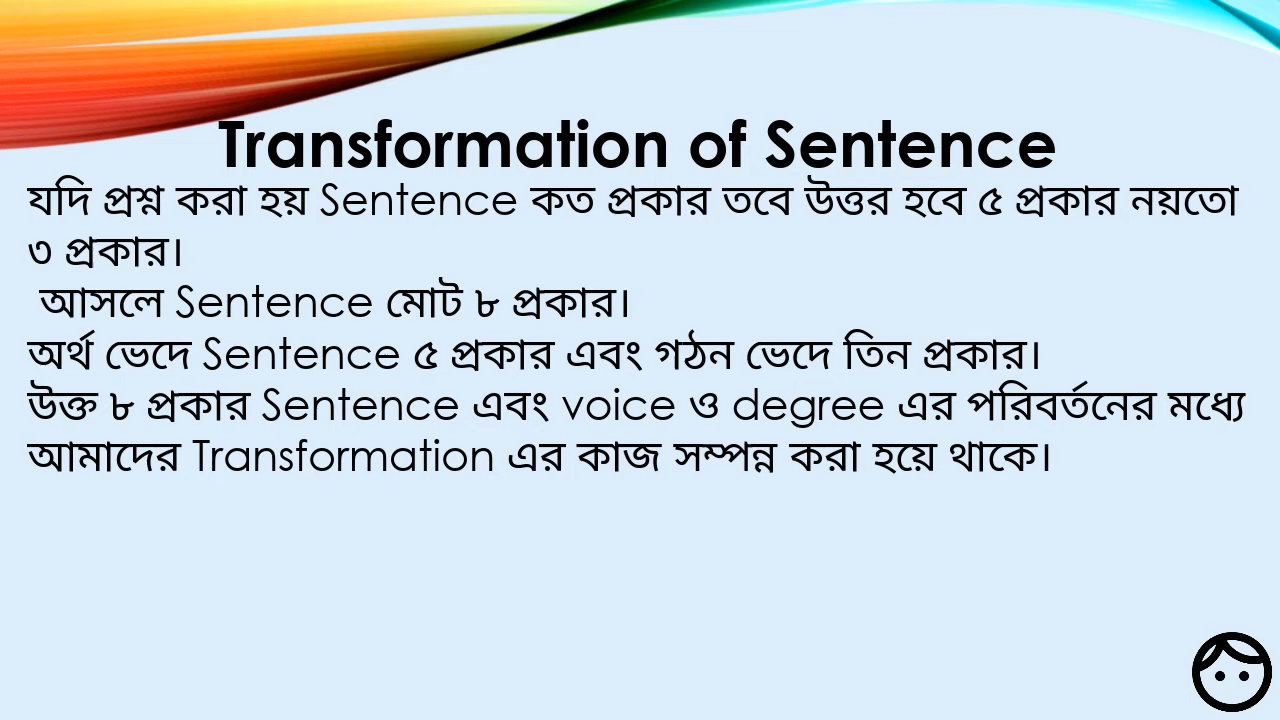 Transformation of Sentence
যদি প্রশ্ন করা হয় Sentence কত প্রকার তবে উত্তর হবে ৫ প্রকার নয়তো
৩ প্রকার।
আসলে Sentence মোট ৮ প্রকার।
অর্থ ভেদে Sentence ৫ প্রকার এবং গঠন ভেদে তিন প্রকার।
উক্ত ৮ প্রকার Sentence এবং voice ও degree এর পরিবর্তনের মধ্যে
আমাদের Transformation এর কাজ সম্পন্ন করা হয়ে থাকে।